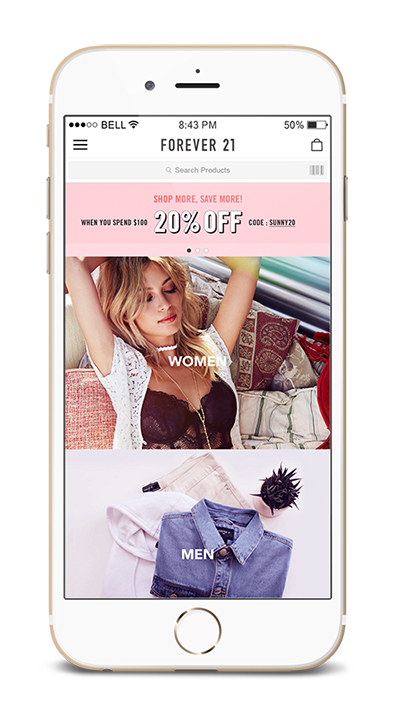 BELL 8:43 PM 50%
FOREVER 21
Search Products
SHOP MORE, SAVE MORE!
WHEN YOU SPEND $100 20% OFF CODE : SUNNY20
WOMEN
MEN